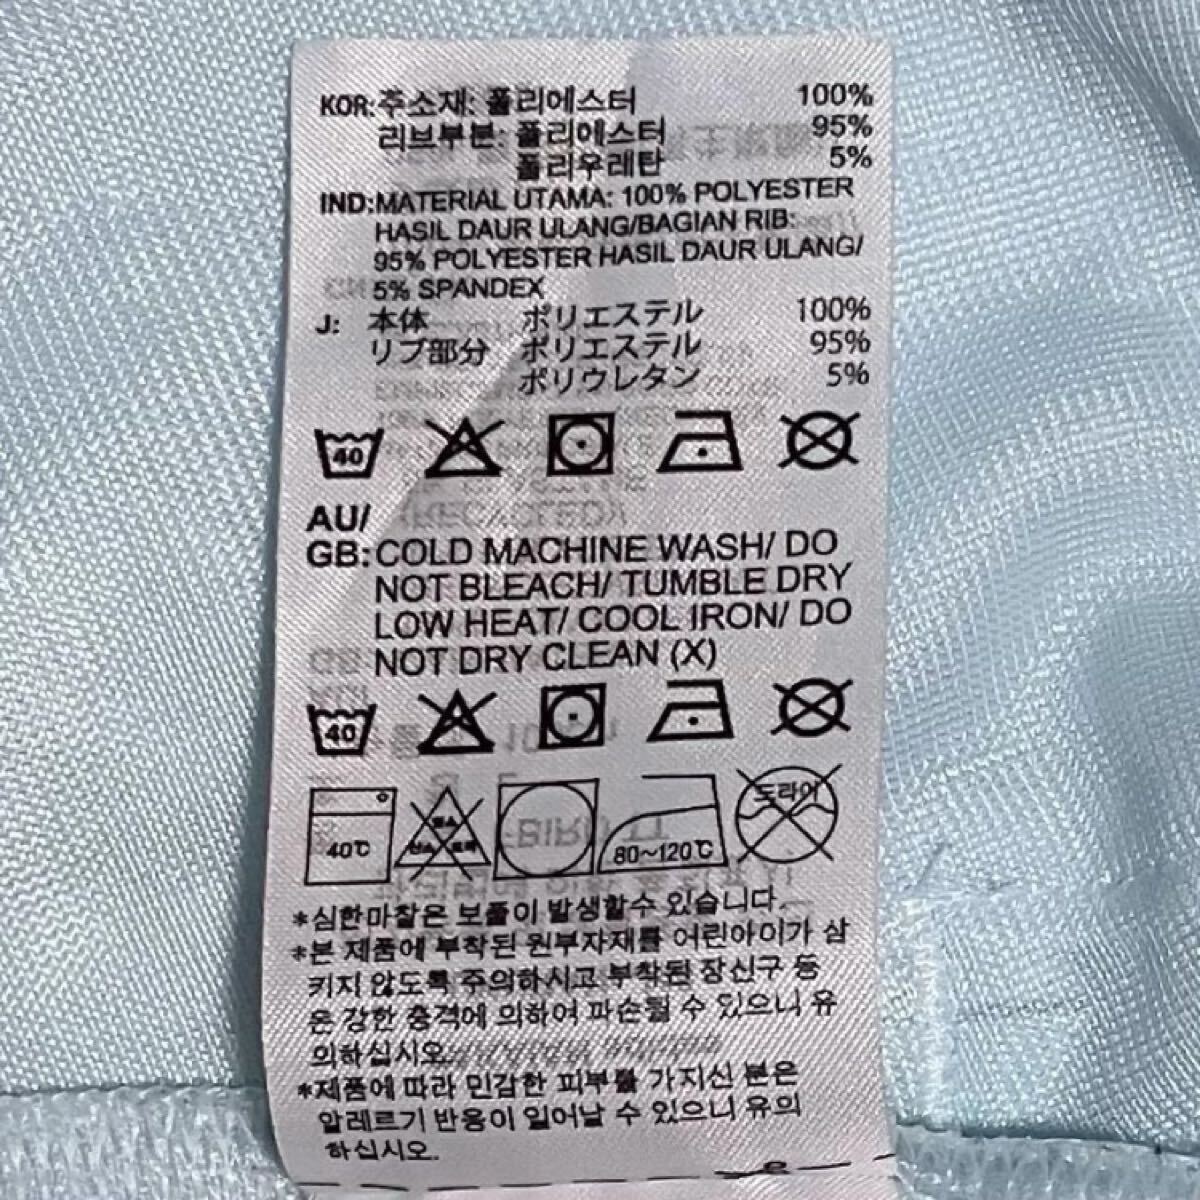 KOR:주소재: 폴리에스터 100%
리브부분: 폴리에스터 95%
폴리우레탄 5%
IND:MATERIAL UTAMA: 100% POLYESTER
HASIL DAUR ULANG/BAGIAN RIB:
95% POLYESTER HASIL DAUR ULANG/
5% SPANDEX
J: 本体 ポリエステル 100%
リブ部分 ポリエステル 95%
ポリウレタン 5%
40
AU/
GB:COLD MACHINE WASH/ DO
NOT BLEACH/ TUMBLE DRY
LOW HEAT/ COOL IRON/ DO
NOT DRY CLEAN (X)
40
40℃ 80~120℃ 드라이
*심한마찰은 보풀이 발생할수 있습니다.
*본 제품에 부착된 원부자재를 어린아이가 삼
키지 않도록 주의하시고 부착된 장신구 등
은 강한 충격에 의하여 파손될 수 있으니 유
의하십시오.
*제품에 따라 민감한 피부를 가지신 분은
알레르기 반응이 일어날 수 있으니 유의
하십시오.